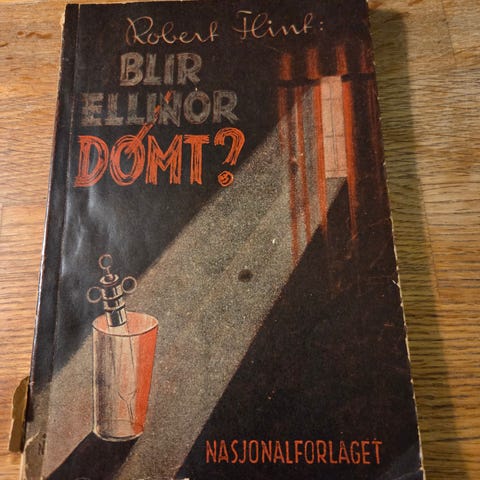 Robert Flint:
BLIR
ELLINOR
DØMT?
NASJONALFORLAGET